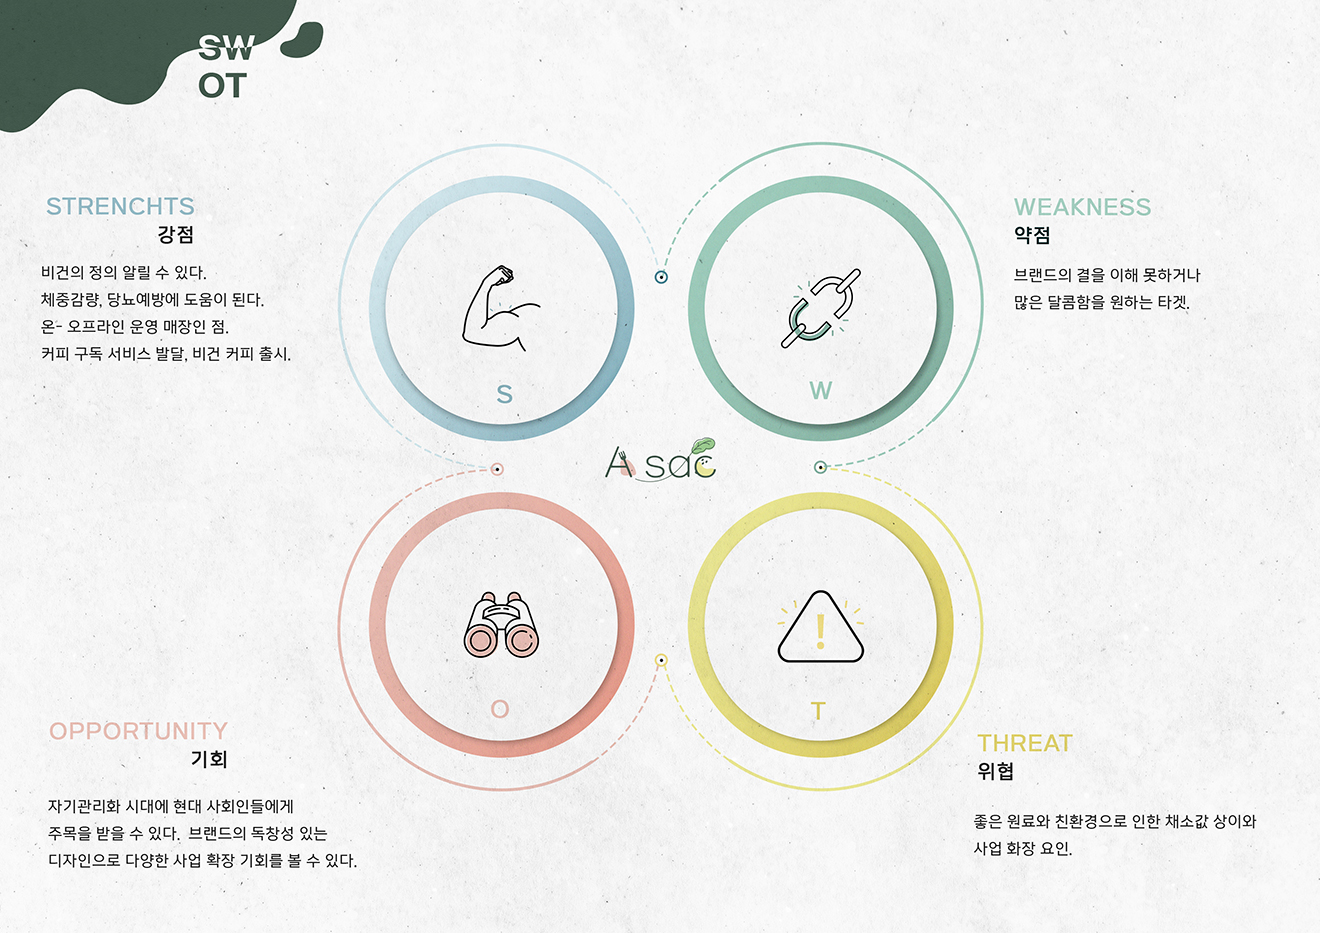 SW
OT
STRENCHTS
강점
비건의 정의 알릴 수 있다.
체중감량, 당뇨예방에 도움이 된다.
온- 오프라인 운영 매장인 점.
커피 구독 서비스 발달, 비건 커피 출시.
WEAKNESS
약점
브랜드의 결을 이해 못하거나
많은 달콤함을 원하는 타겟.
S
W
A sac
O
T
OPPORTUNITY
기회
자기관리화 시대에 현대 사회인들에게
주목을 받을 수 있다. 브랜드의 독창성 있는
디자인으로 다양한 사업 확장 기회를 볼 수 있다.
THREAT
위협
좋은 원료와 친환경으로 인한 채소값 상이와
사업 화장 요인.